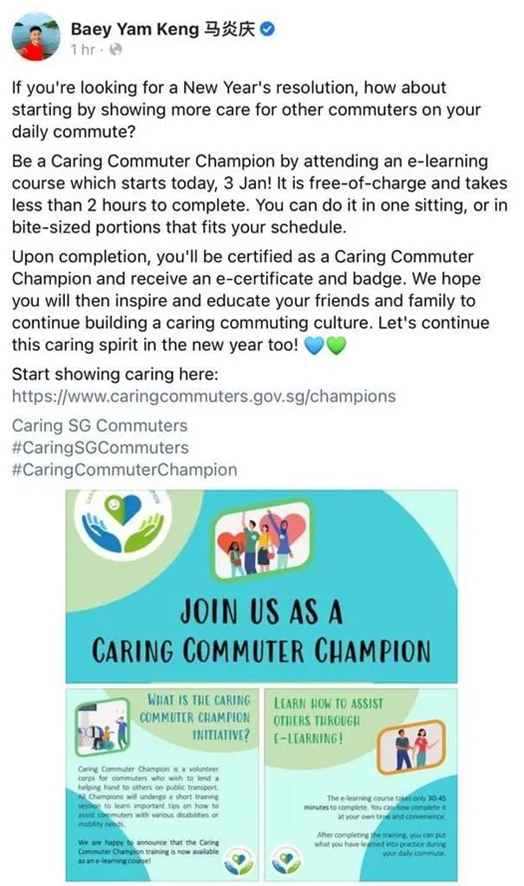 Baey Yam Keng 马炎庆
1 hr ·
If you're looking for a New Year's resolution, how about
starting by showing more care for other commuters on your
daily commute?
Be a Caring Commuter Champion by attending an e-learning
course which starts today, 3 Jan! It is free-of-charge and takes
less than 2 hours to complete. You can do it in one sitting, or in
bite-sized portions that fits your schedule.
Upon completion, you'll be certified as a Caring Commuter
Champion and receive an e-certificate and badge. We hope
you will then inspire and educate your friends and family to
continue building a caring commuting culture. Let's continue
this caring spirit in the new year too! 💙💚
Start showing caring here:
https://www.caringcommuters.gov.sg/champions
Caring SG Commuters
#CaringSGCommuters
#CaringCommuterChampion
JOIN US AS A
CARING COMMUTER CHAMPION
WHAT IS THE CARING
COMMUTER CHAMPION
INITIATIVE?
Caring Commuter Champion is a volunteer
corps for commuters who wish to lend a
helping hand to others on public transport.
All Champions will undergo a short training
session to learn important tips on how to
assist commuters with various disabilities or
mobility needs.
We are happy to announce that the Caring
Commuter Champion training is now available
as an e-learning course!
LEARN HOW TO ASSIST
OTHERS THROUGH
E-LEARNING!
The e-learning course takes only 30-45
minutes to complete. You can now complete it
at your own time and convenience.
After completing the training, you can put
what you have learned into practice during
your daily commute.